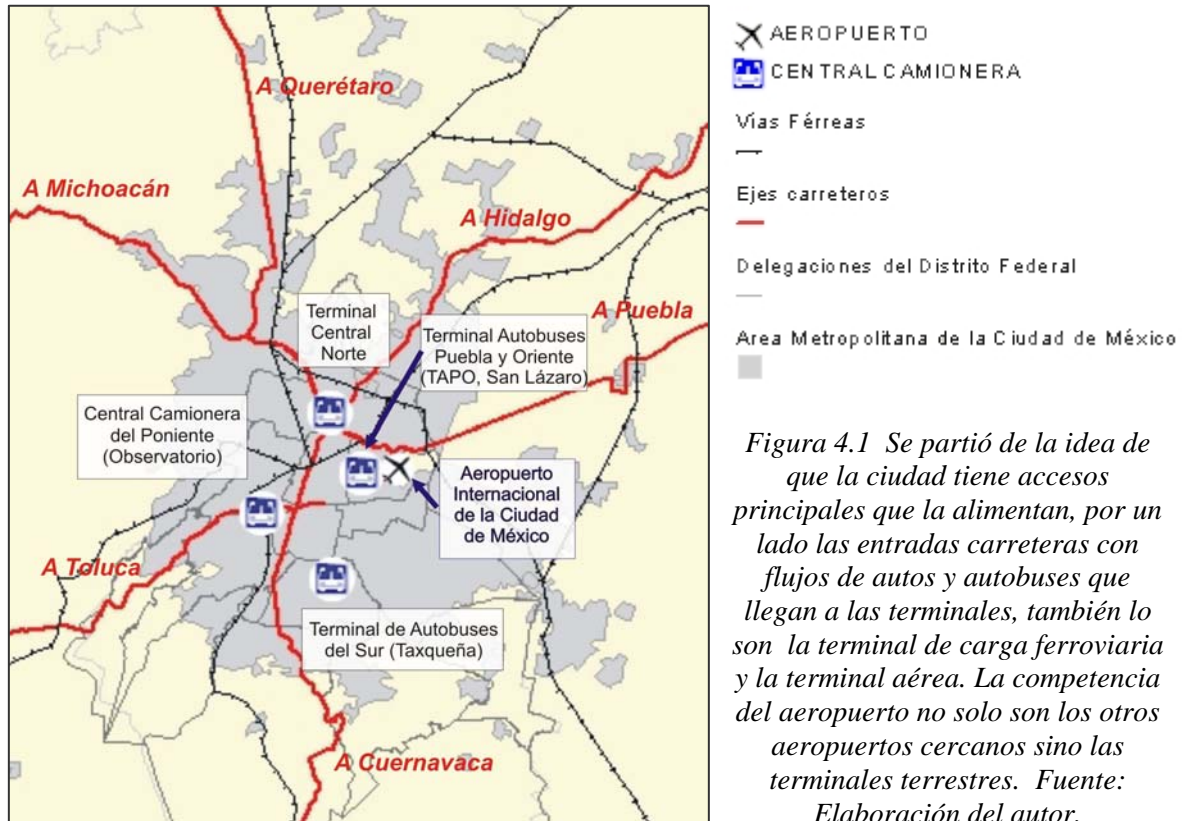 A Querétaro
A Michoacán
A Hidalgo
A Puebla
Terminal
Central
Norte
Terminal Autobuses
Puebla y Oriente
(TAPO, San Lázaro)
Central Camionera
del Poniente
(Observatorio)
Aeropuerto
Internacional
de la Ciudad
de México
A Toluca
Terminal de Autobuses
del Sur (Taxqueña)
A Cuernavaca
AEROPUERTO
CENTRAL CAMIONERA
Vías Férreas
Ejes carreteros
Delegaciones del Distrito Federal
Area Metropolitana de la Ciudad de México
Figura 4.1 Se partió de la idea de
que la ciudad tiene accesos
principales que la alimentan, por un
lado las entradas carreteras con
flujos de autos y autobuses que
llegan a las terminales, también lo
son la terminal de carga ferroviaria
y la terminal aérea. La competencia
del aeropuerto no solo son los otros
aeropuertos cercanos sino las
terminales terrestres. Fuente:
Elaboración del autor.